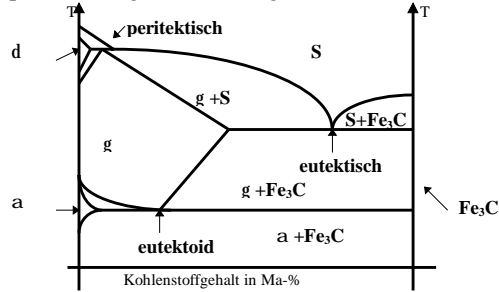 T
T
peritektisch
d
S
g +S
S+Fe₃C
g
eutektisch
g +Fe₃C
a
Fe₃C
eutektoid
a +Fe₃C
Kohlenstoffgehalt in Ma-%